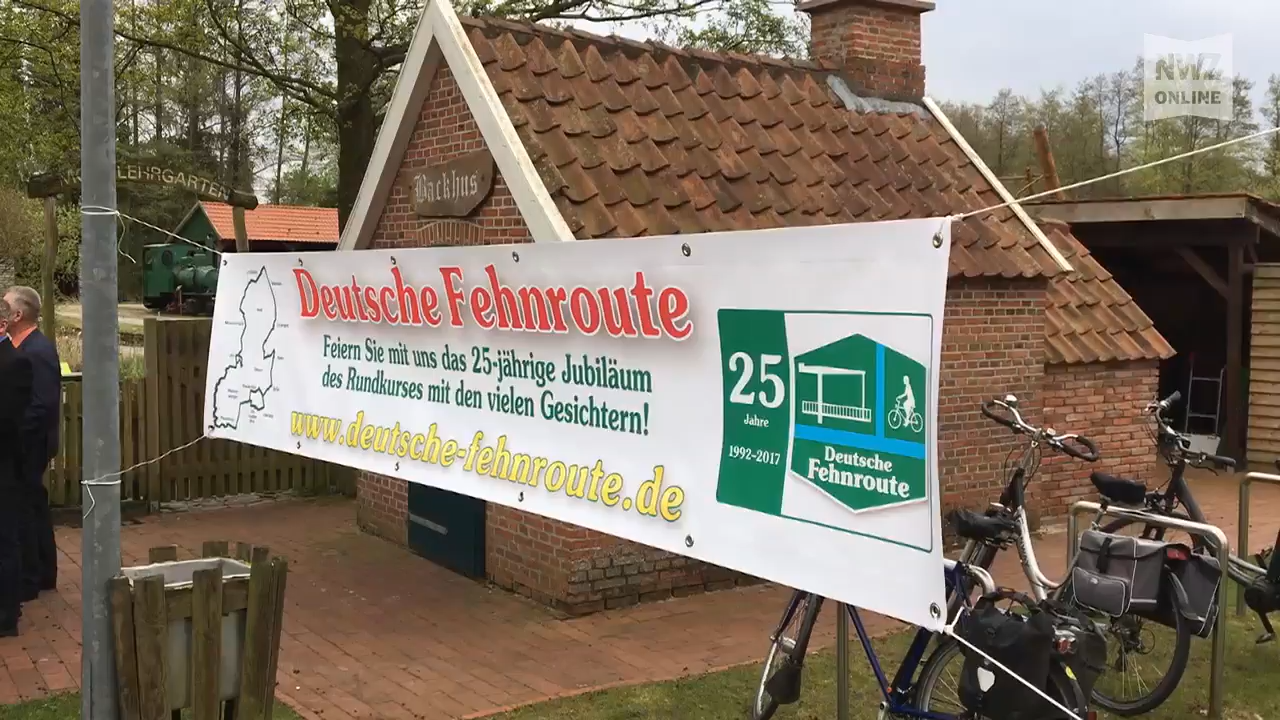 NWZ
ONLINE
LEHRGARTEN
Backhus
Deutsche Fehnroute
Feiern Sie mit uns das 25-jährige Jubiläum
des Rundkurses mit den vielen Gesichtern!
www.deutsche-fehnroute.de
25
Jahre
1992-2017
Deutsche
Fehnroute